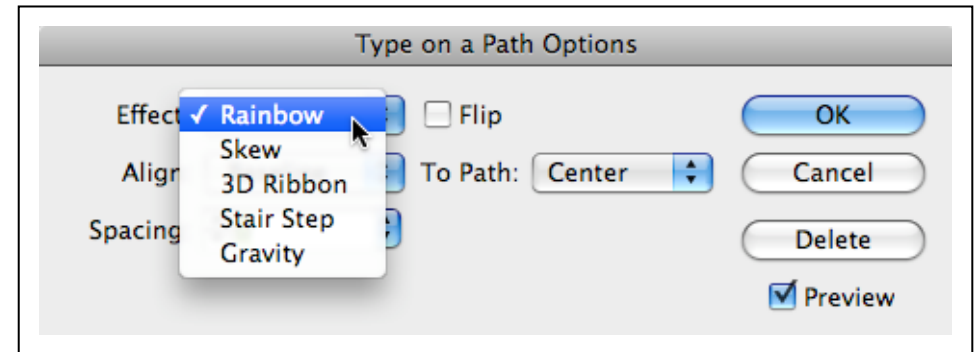 Type on a Path Options
Effect ✓ Rainbow Flip OK
Skew
Align To Path: Center Cancel
3D Ribbon
Spacing Stair Step Delete
Gravity
Preview